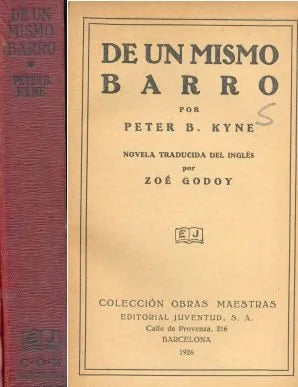 DE UN
MISMO
BARRO
PETER B.
KYNE
E J
DE UN MISMO
BARRO
POR
PETER B. KYNE
5
NOVELA TRADUCIDA DEL INGLÉS
por
ZOÉ GODOY
E J
COLECCIÓN OBRAS MAESTRAS
EDITORIAL JUVENTUD, S. A.
Calle de Provenza, 216
BARCELONA
1926